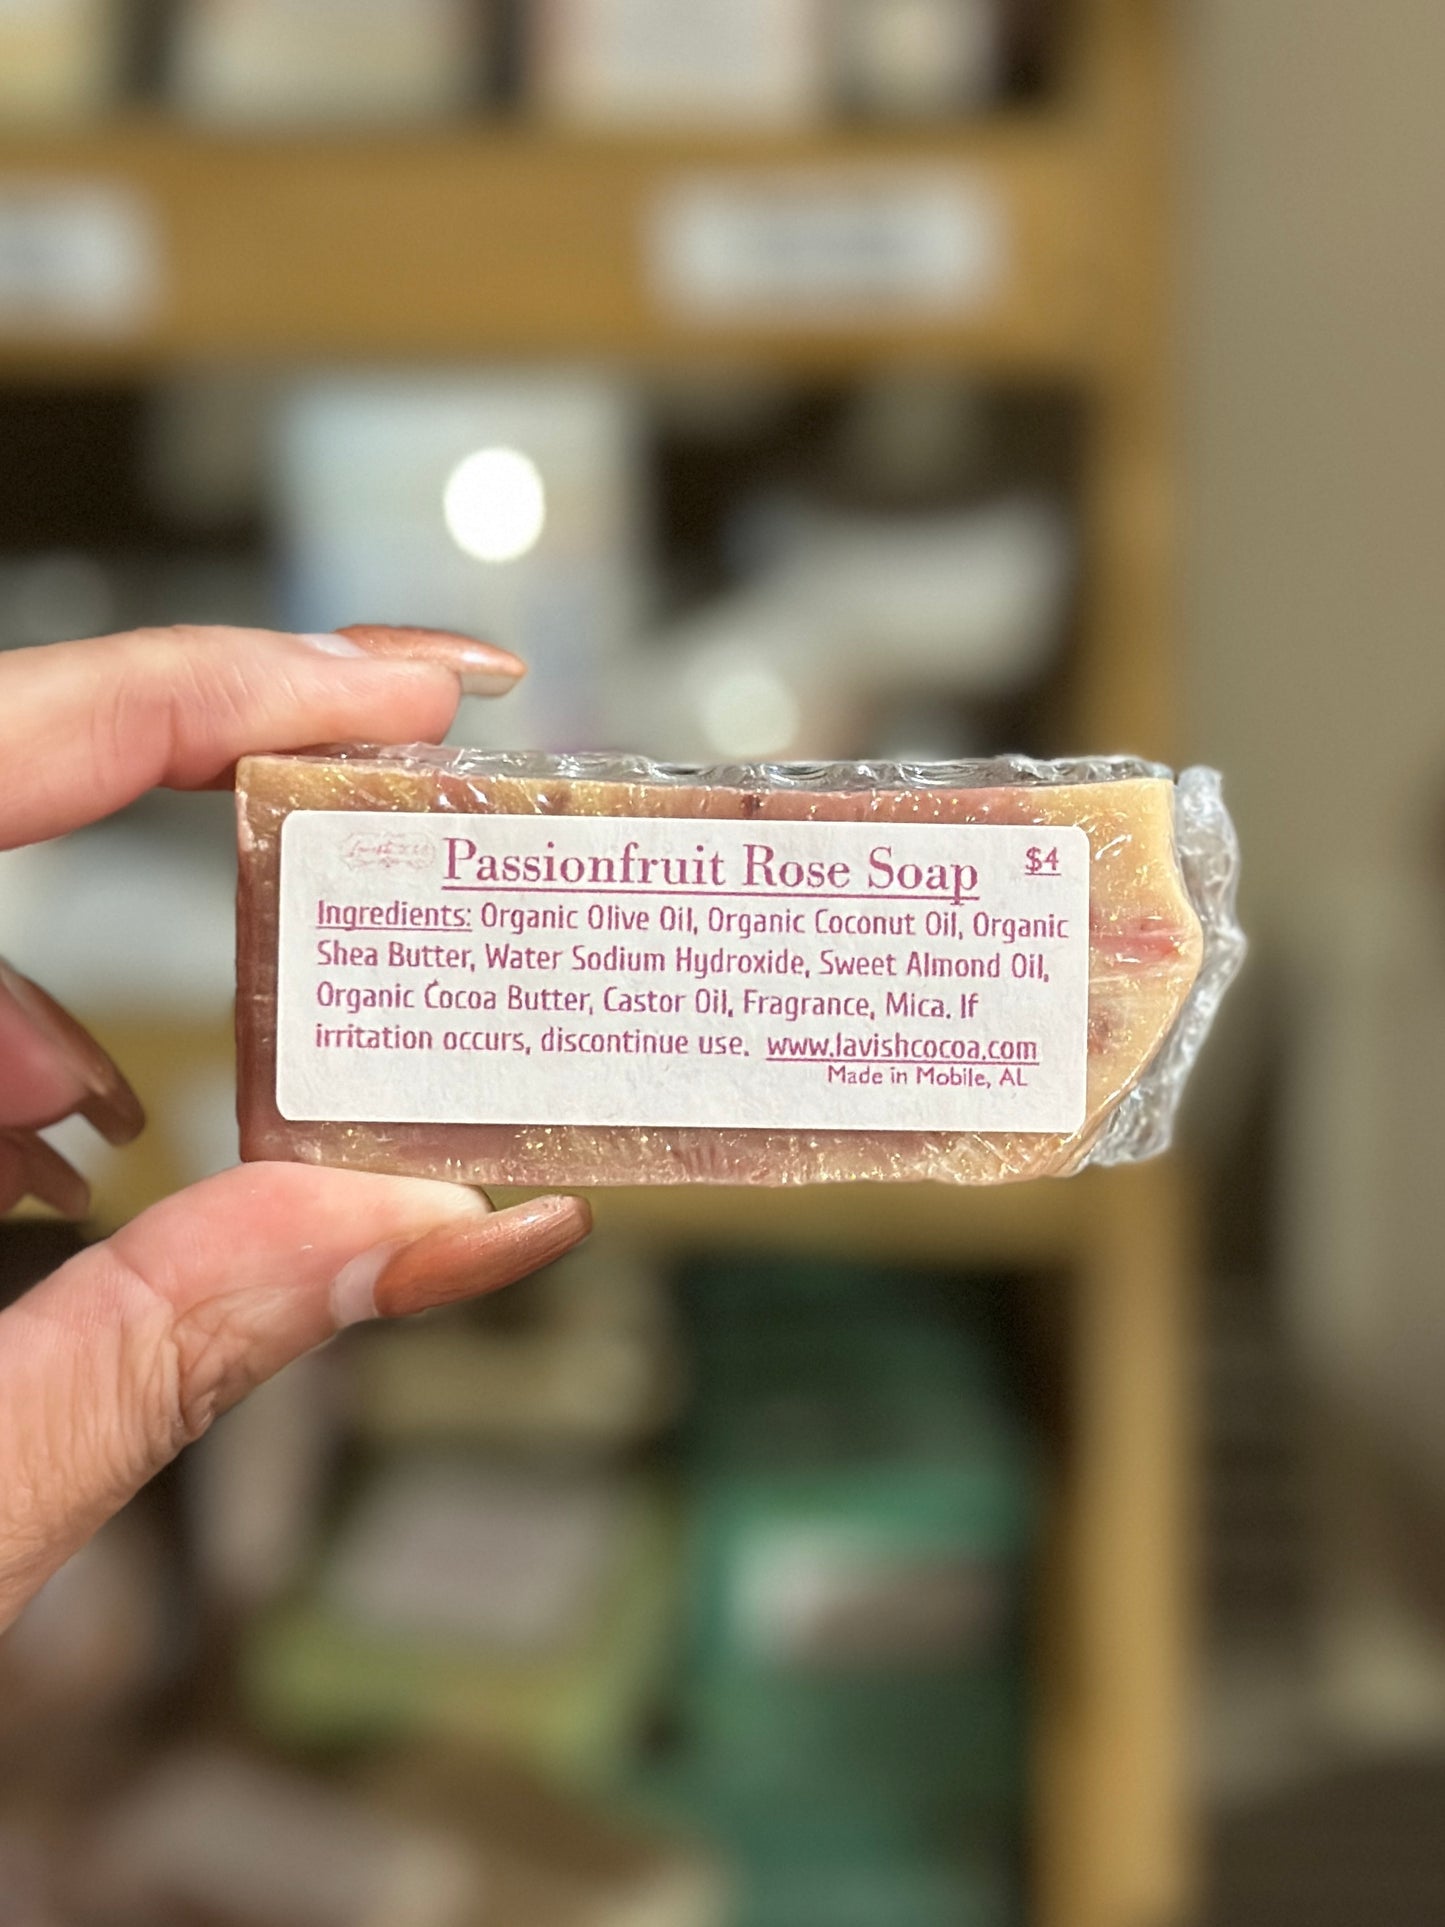 Passionfruit Rose Soap $4
Ingredients: Organic Olive Oil, Organic Coconut Oil, Organic
Shea Butter, Water Sodium Hydroxide, Sweet Almond Oil,
Organic Cocoa Butter, Castor Oil, Fragrance, Mica. If
irritation occurs, discontinue use. www.lavishcocoa.com
Made in Mobile, AL